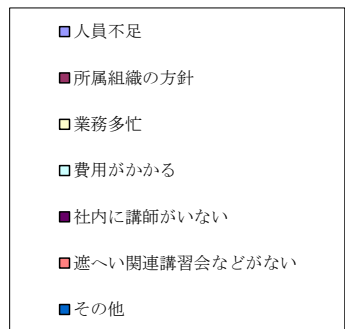 人員不足
所属組織の方針
業務多忙
費用がかかる
社内に講師がいない
遮へい関連講習会などがない
その他